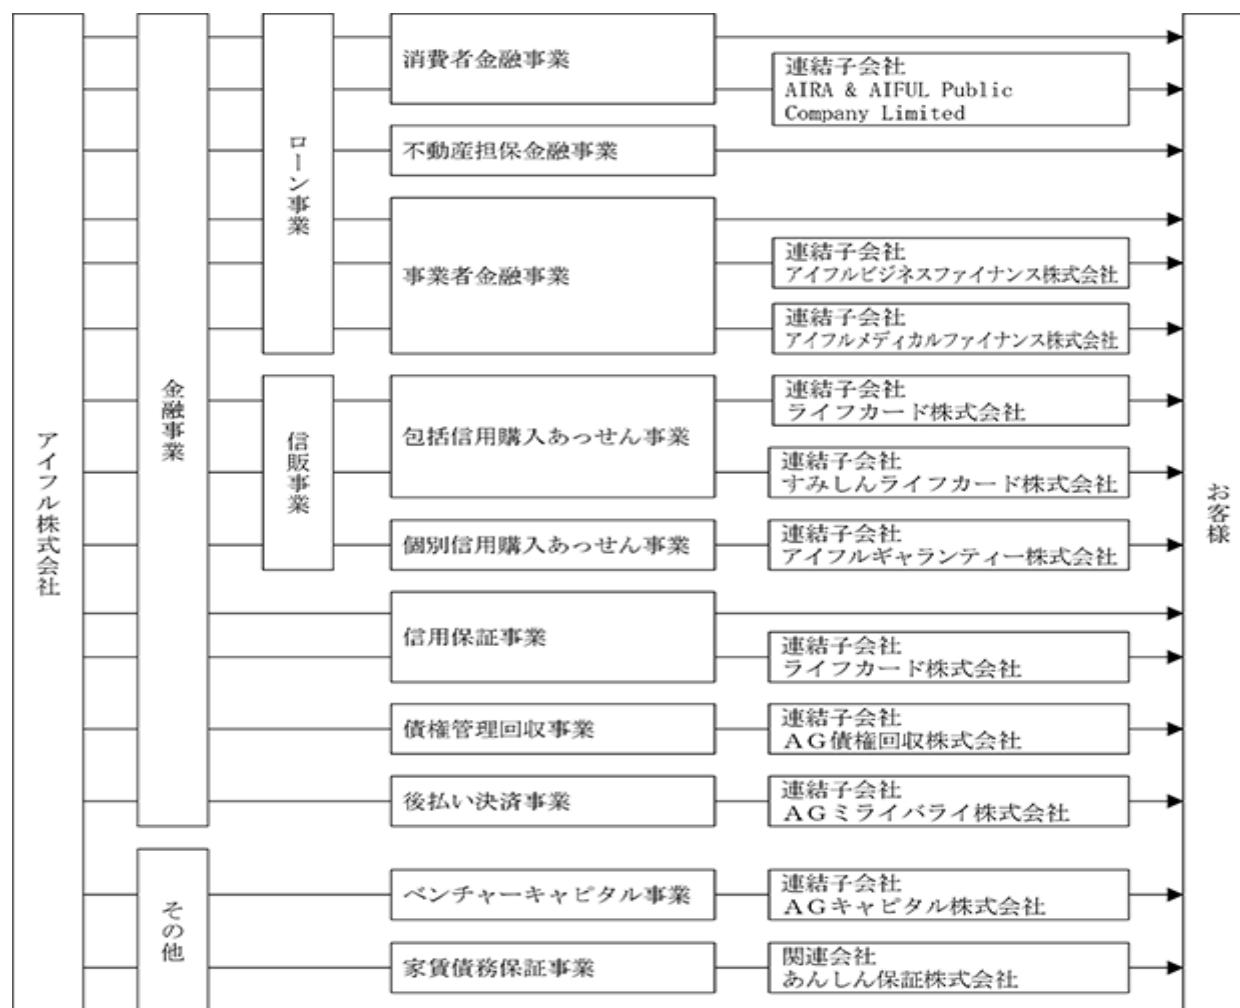 アイフル株式会社
金融事業
ローン事業
消費者金融事業
連結子会社
AIRA & AIFUL Public
Company Limited
不動産担保金融事業
事業者金融事業
連結子会社
アイフルビジネスファイナンス株式会社
連結子会社
アイフルメディカルファイナンス株式会社
信販事業
包括信用購入あっせん事業
連結子会社
ライフカード株式会社
連結子会社
すみしんライフカード株式会社
個別信用購入あっせん事業
連結子会社
アイフルギャランティー株式会社
信用保証事業
連結子会社
ライフカード株式会社
債権管理回収事業
連結子会社
ＡＧ債権回収株式会社
後払い決済事業
連結子会社
ＡＧミライバライ株式会社
その他
ベンチャーキャピタル事業
連結子会社
ＡＧキャピタル株式会社
家賃債務保証事業
関連会社
あんしん保証株式会社
お客様